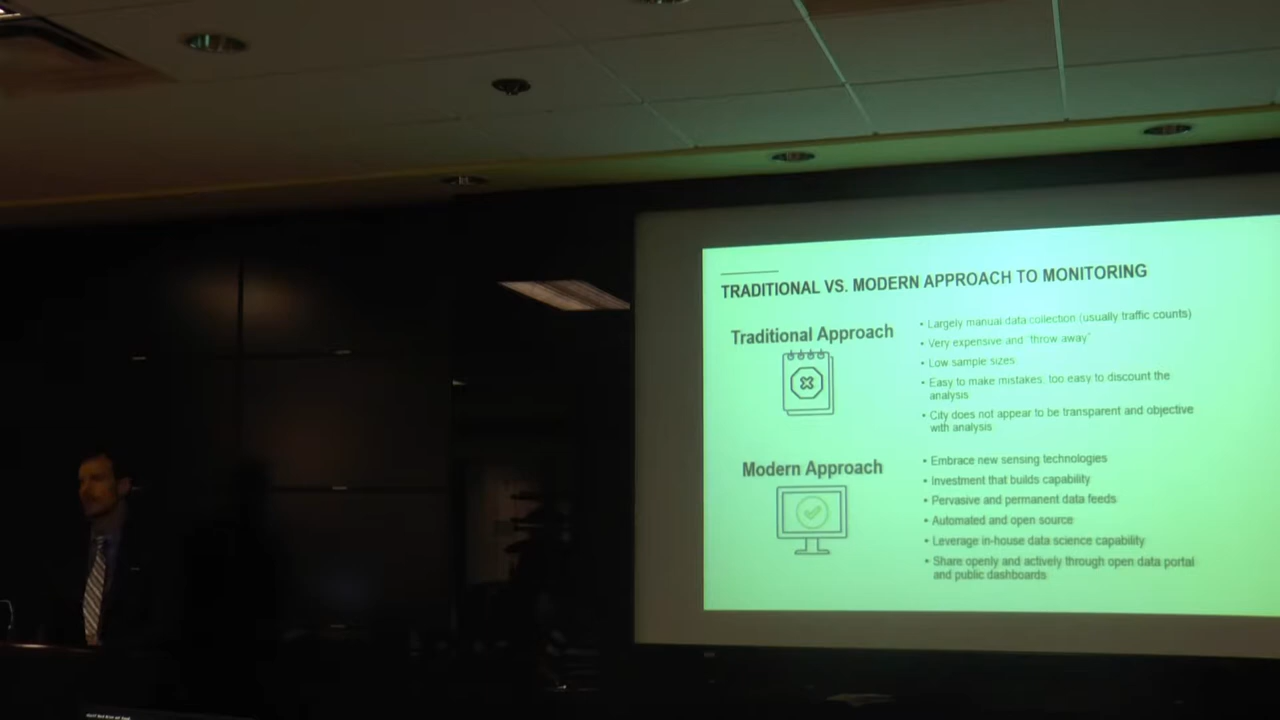 TRADITIONAL VS. MODERN APPROACH TO MONITORING
Traditional Approach
• Largely manual data collection (usually traffic counts)
• Very expensive and "throw away"
• Low sample sizes
• Easy to make mistakes, too easy to discount the
analysis
• City does not appear to be transparent and objective
with analysis
Modern Approach
• Embrace new sensing technologies
• Investment that builds capability
• Pervasive and permanent data feeds
• Automated and open source
• Leverage in-house data science capability
• Share openly and actively through open data portal
and public dashboards